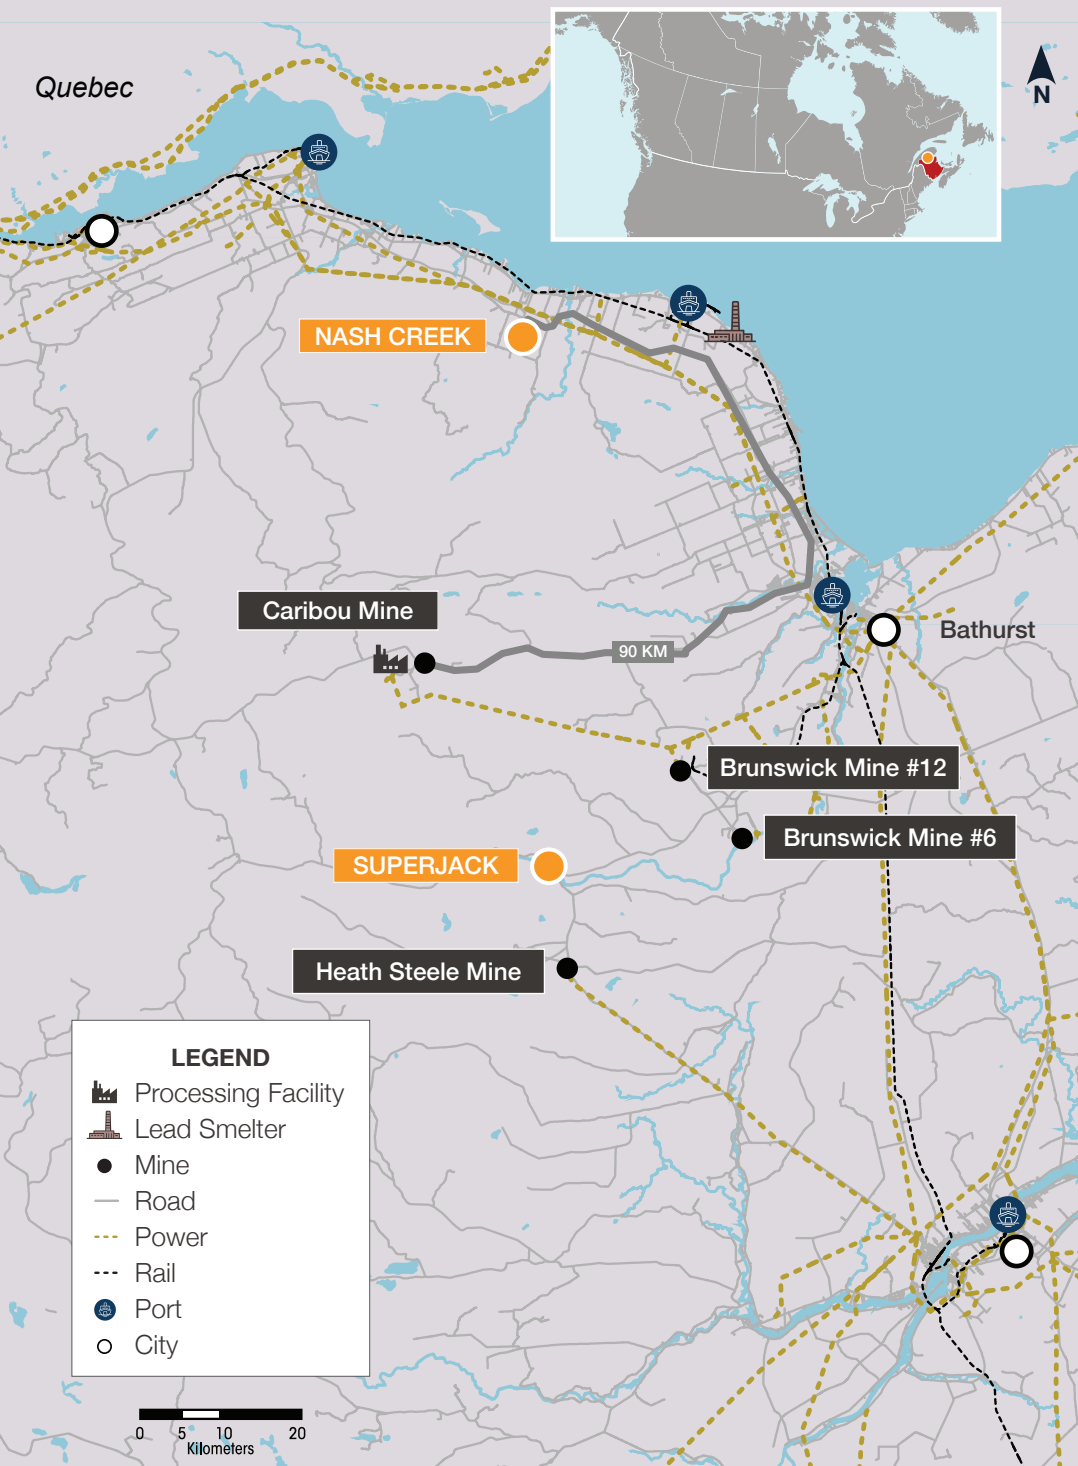 Quebec
N
NASH CREEK
Caribou Mine
90 KM
Bathurst
Brunswick Mine #12
Brunswick Mine #6
SUPERJACK
Heath Steele Mine
LEGEND
Processing Facility
Lead Smelter
Mine
Road
Power
Rail
Port
City
0 5 10 20
Kilometers